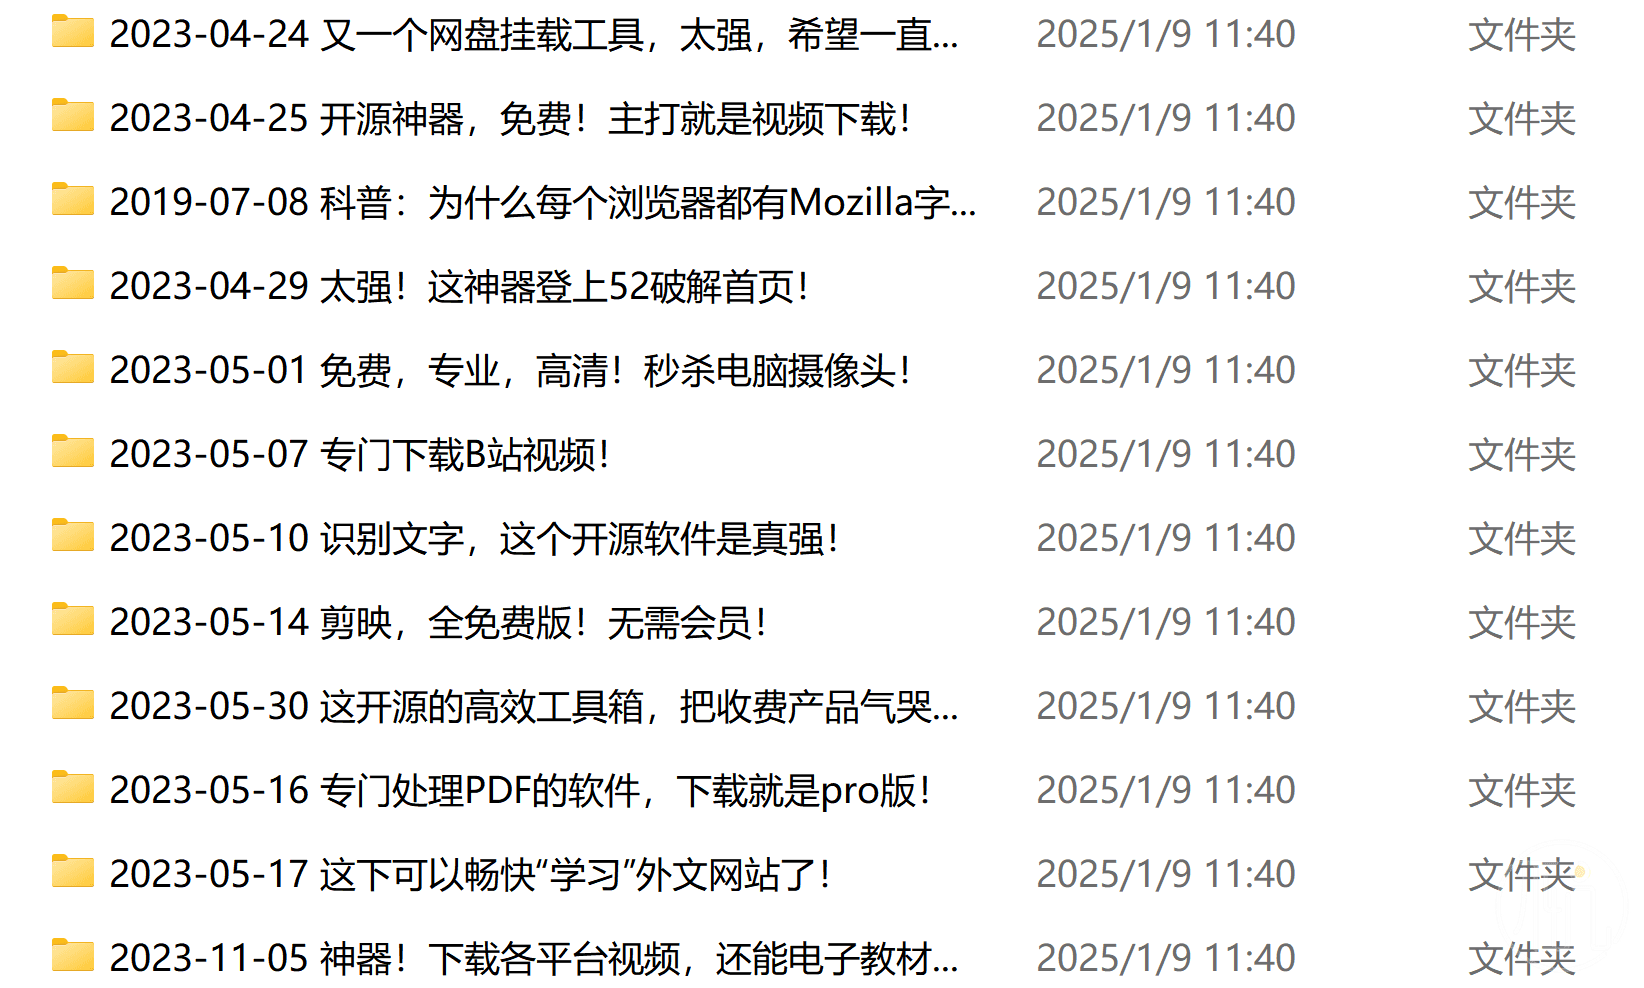 2023-04-24 又一个网盘挂载工具，太强，希望一直... 2025/1/9 11:40 文件夹
2023-04-25 开源神器，免费！主打就是视频下载！ 2025/1/9 11:40 文件夹
2019-07-08 科普：为什么每个浏览器都有Mozilla字... 2025/1/9 11:40 文件夹
2023-04-29 太强！这神器登上52破解首页！ 2025/1/9 11:40 文件夹
2023-05-01 免费，专业，高清！秒杀电脑摄像头！ 2025/1/9 11:40 文件夹
2023-05-07 专门下载B站视频！ 2025/1/9 11:40 文件夹
2023-05-10 识别文字，这个开源软件是真强！ 2025/1/9 11:40 文件夹
2023-05-14 剪映，全免费版！无需会员！ 2025/1/9 11:40 文件夹
2023-05-30 这开源的高效工具箱，把收费产品气哭... 2025/1/9 11:40 文件夹
2023-05-16 专门处理PDF的软件，下载就是pro版！ 2025/1/9 11:40 文件夹
2023-05-17 这下可以畅快“学习”外文网站了！ 2025/1/9 11:40 文件夹
2023-11-05 神器！下载各平台视频，还能电子教材... 2025/1/9 11:40 文件夹